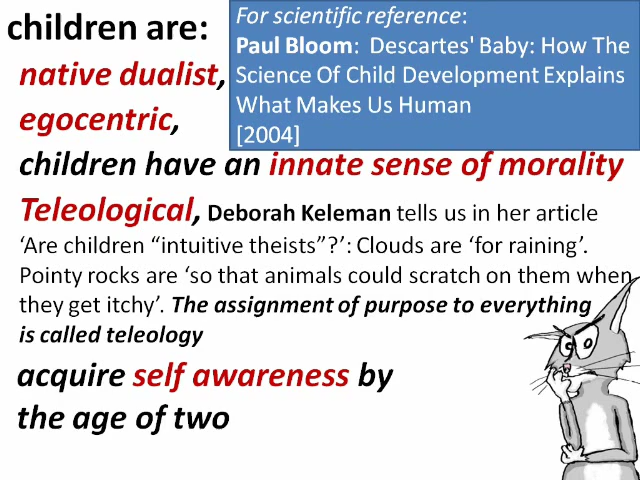 children are:
For scientific reference:
Paul Bloom: Descartes' Baby: How The
Science Of Child Development Explains
What Makes Us Human
[2004]
native dualist,
egocentric,
children have an innate sense of morality
Teleological, Deborah Keleman tells us in her article
‘Are children “intuitive theists”?’: Clouds are ‘for raining’.
Pointy rocks are ‘so that animals could scratch on them when
they get itchy’. The assignment of purpose to everything
is called teleology
acquire self awareness by
the age of two